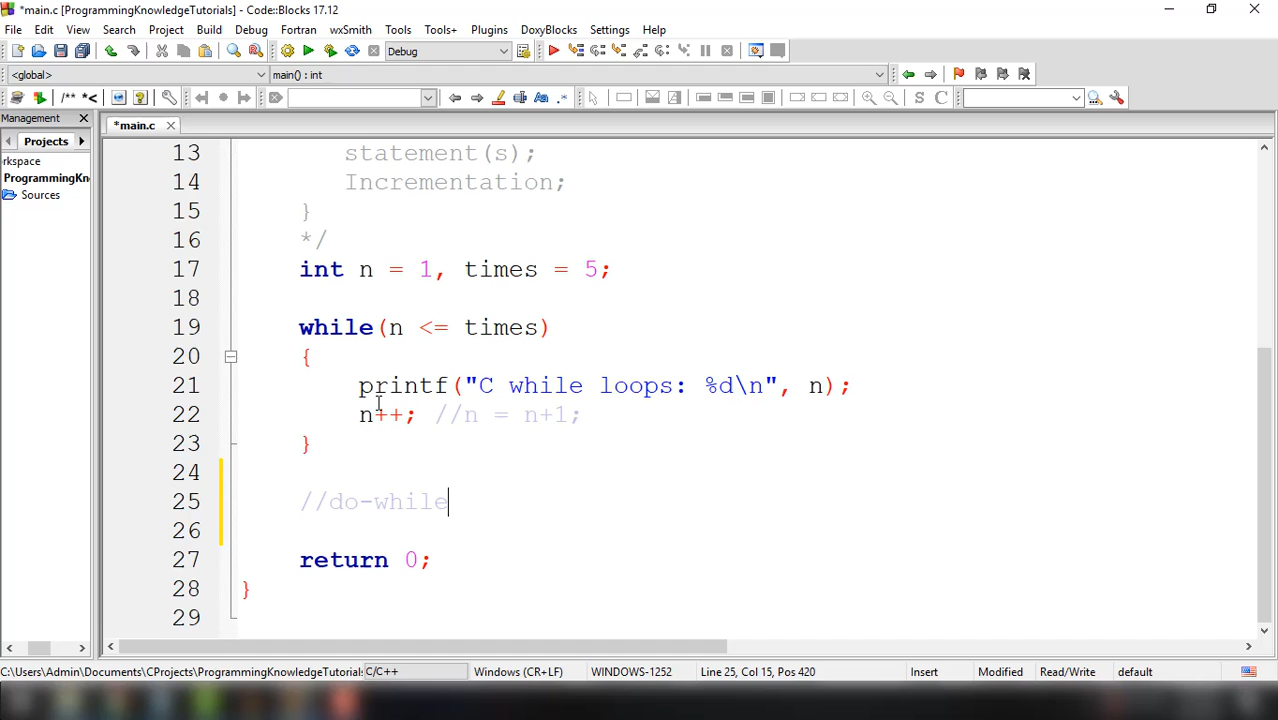 *main.c [ProgrammingKnowledgeTutorials] - Code::Blocks 17.12
File Edit View Search Project Build Debug Fortran wxSmith Tools Tools+ Plugins DoxyBlocks Settings Help
Debug
<global> main() : int
/** *< S C
Management *main.c
Projects
rkspace
ProgrammingKn
Sources
13 statement(s);
14 Incrementation;
15 }
16 */
17 int n = 1, times = 5;
18
19 while(n <= times)
20 {
21 printf("C while loops: %d\n", n);
22 n++; //n = n+1;
23 }
24
25 //do-while
26
27 return 0;
28 }
29
C:\Users\Admin\Documents\CProjects\ProgrammingKnowledgeTutorial: C/C++ Windows (CR+LF) WINDOWS-1252 Line 25, Col 15, Pos 420 Insert Modified Read/Write default